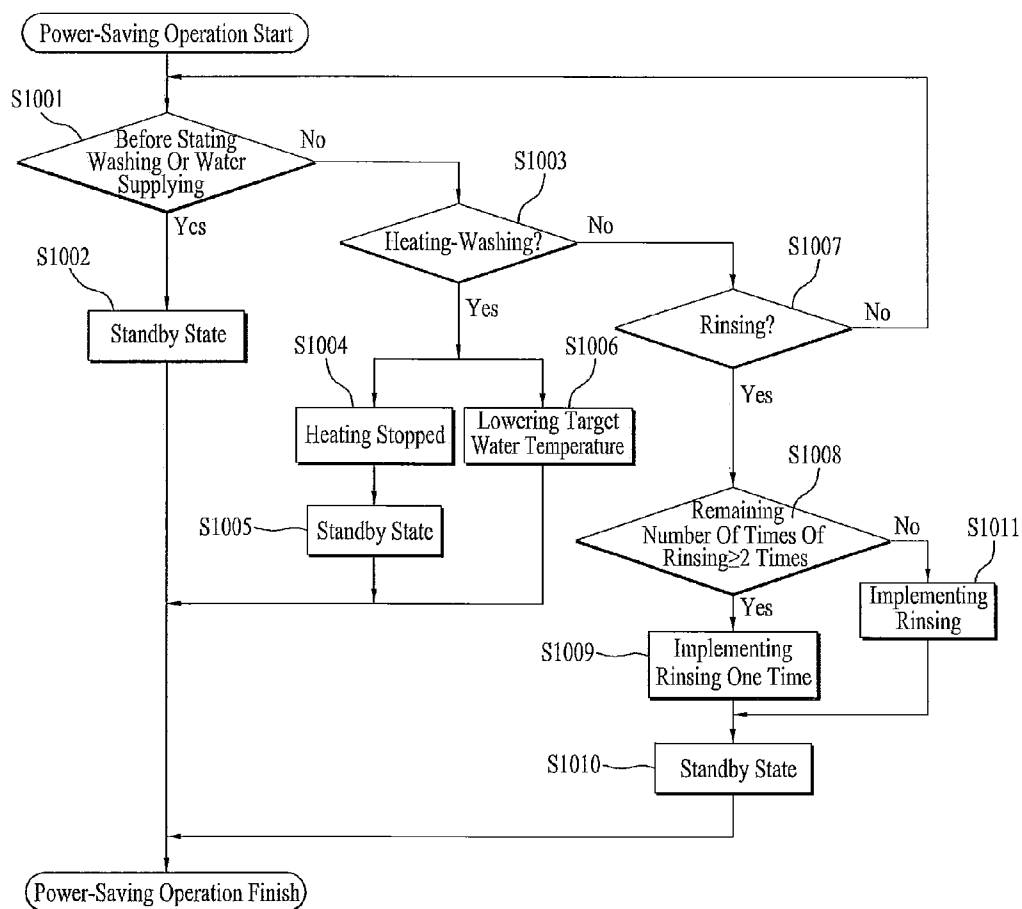 Power-Saving Operation Start
S1001
Before Stating
Washing Or Water
Supplying
No
Yes
S1002
Standby State
S1003
Heating-Washing?
No
Yes
S1004
Heating Stopped
S1005
Standby State
S1006
Lowering Target
Water Temperature
S1007
Rinsing?
No
Yes
S1008
Remaining
Number Of Times Of
Rinsing≥2 Times
No
Yes
S1011
Implementing
Rinsing
S1009
Implementing
Rinsing One Time
S1010
Standby State
Power-Saving Operation Finish